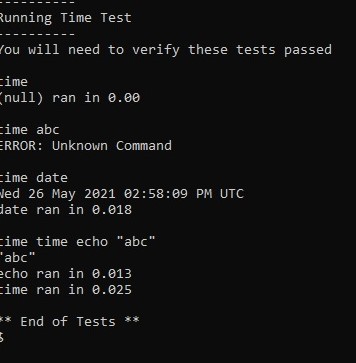 ----------
Running Time Test
----------
You will need to verify these tests passed
time
(null) ran in 0.00
time abc
ERROR: Unknown Command
time date
Wed 26 May 2021 02:58:09 PM UTC
date ran in 0.018
time time echo "abc"
"abc"
echo ran in 0.013
time ran in 0.025
** End of Tests **
$